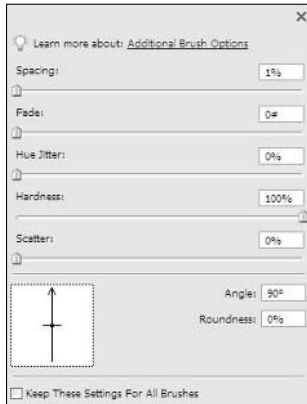 Learn more about: Additional Brush Options
Spacing: 1%
Fade: 0#
Hue Jitter: 0%
Hardness: 100%
Scatter: 0%
Angle: 90º
Roundness: 0%
Keep These Settings For All Brushes